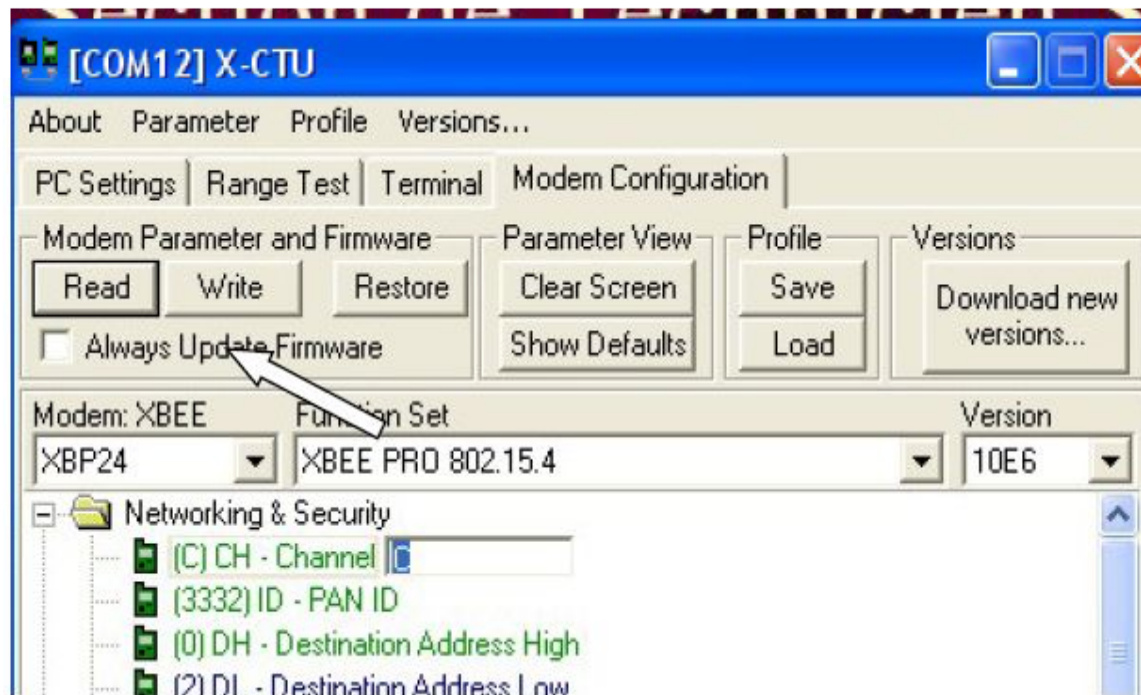 [COM12] X-CTU
About Parameter Profile Versions...
PC Settings Range Test Terminal Modem Configuration
Modem Parameter and Firmware Parameter View Profile Versions
Read Write Restore Clear Screen Save Download new
versions...
Always Update Firmware Show Defaults Load
Modem: XBEE Function Set Version
XBP24 XBEE PRO 802.15.4 10E6
Networking & Security
(C) CH - Channel C
(3332) ID - PAN ID
(0) DH - Destination Address High
(2) DL - Destination Address Low